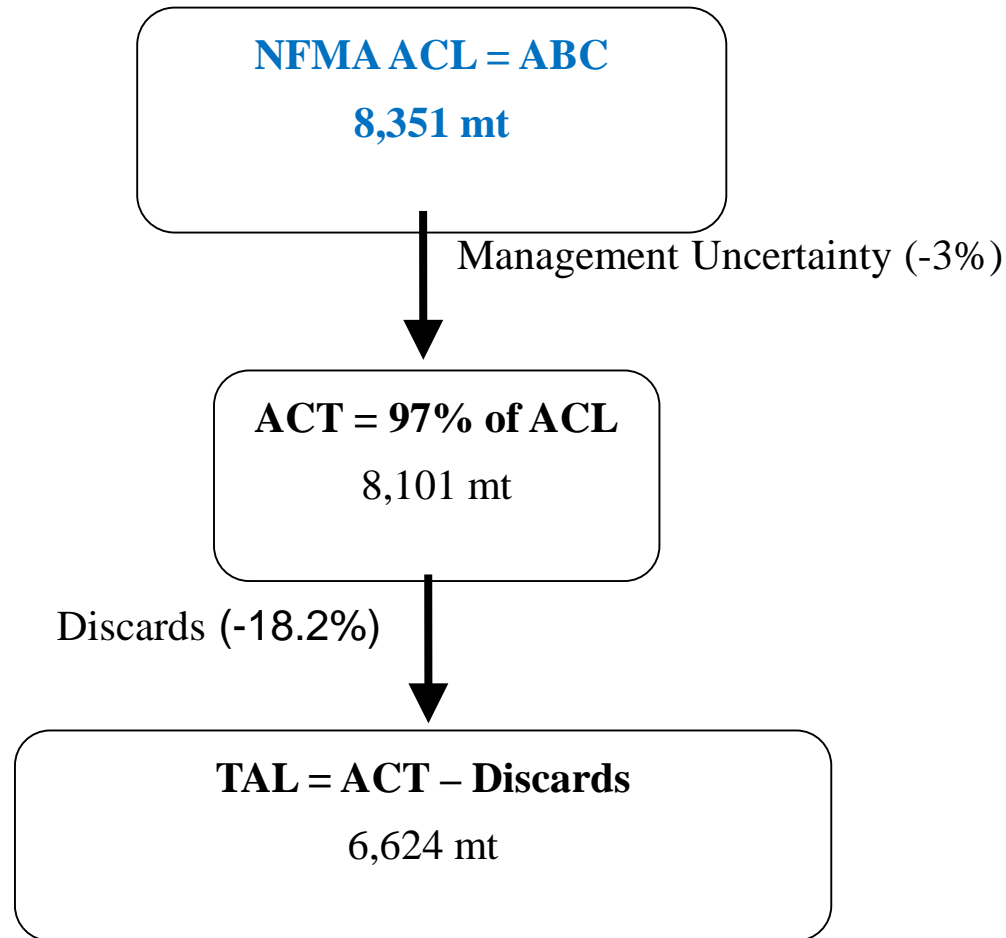 NFMA ACL = ABC
8,351 mt
Management Uncertainty (-3%)
ACT = 97% of ACL
8,101 mt
Discards (-18.2%)
TAL = ACT – Discards
6,624 mt